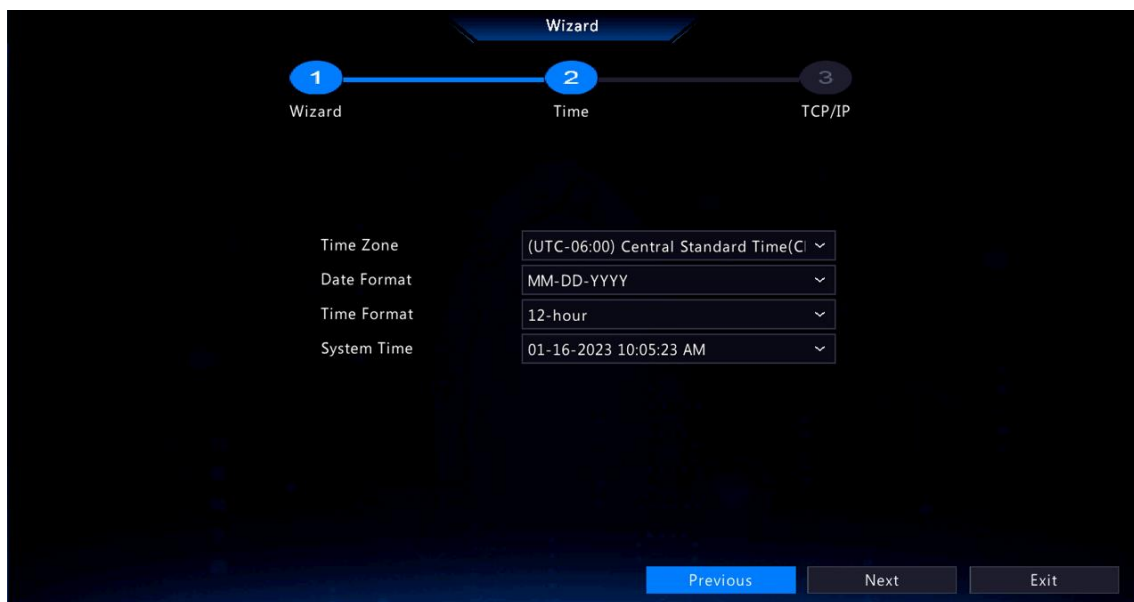 Wizard
1 2 3
Wizard Time TCP/IP
Time Zone (UTC-06:00) Central Standard Time(C
Date Format MM-DD-YYYY
Time Format 12-hour
System Time 01-16-2023 10:05:23 AM
Previous Next Exit